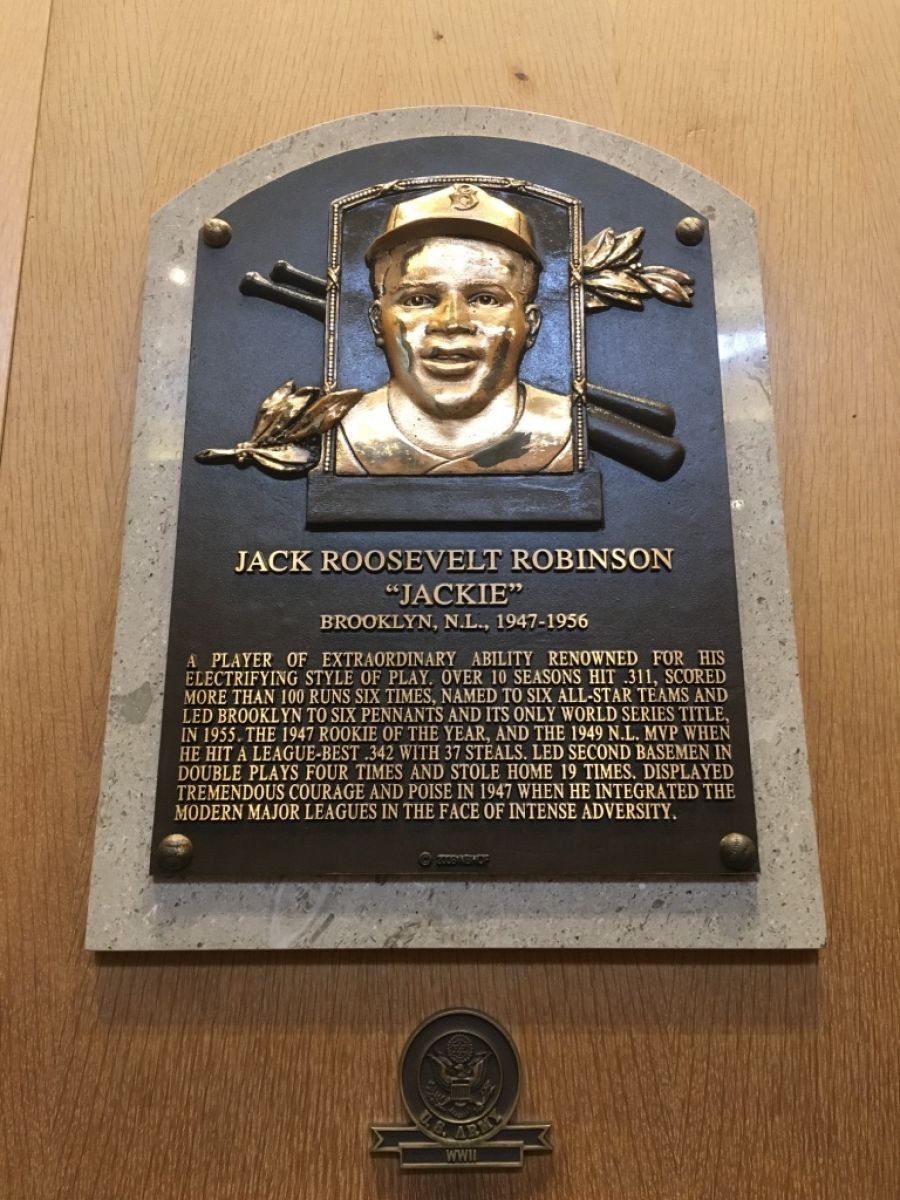 B
JACK ROOSEVELT ROBINSON
“JACKIE”
BROOKLYN, N.L., 1947-1956
A PLAYER OF EXTRAORDINARY ABILITY RENOWNED FOR HIS
ELECTRIFYING STYLE OF PLAY. OVER 10 SEASONS HIT .311, SCORED
MORE THAN 100 RUNS SIX TIMES, NAMED TO SIX ALL-STAR TEAMS AND
LED BROOKLYN TO SIX PENNANTS AND ITS ONLY WORLD SERIES TITLE,
IN 1955. THE 1947 ROOKIE OF THE YEAR, AND THE 1949 N.L. MVP WHEN
HE HIT A LEAGUE-BEST .342 WITH 37 STEALS. LED SECOND BASEMEN IN
DOUBLE PLAYS FOUR TIMES AND STOLE HOME 19 TIMES. DISPLAYED
TREMENDOUS COURAGE AND POISE IN 1947 WHEN HE INTEGRATED THE
MODERN MAJOR LEAGUES IN THE FACE OF INTENSE ADVERSITY.
U.S. ARMY
WWII